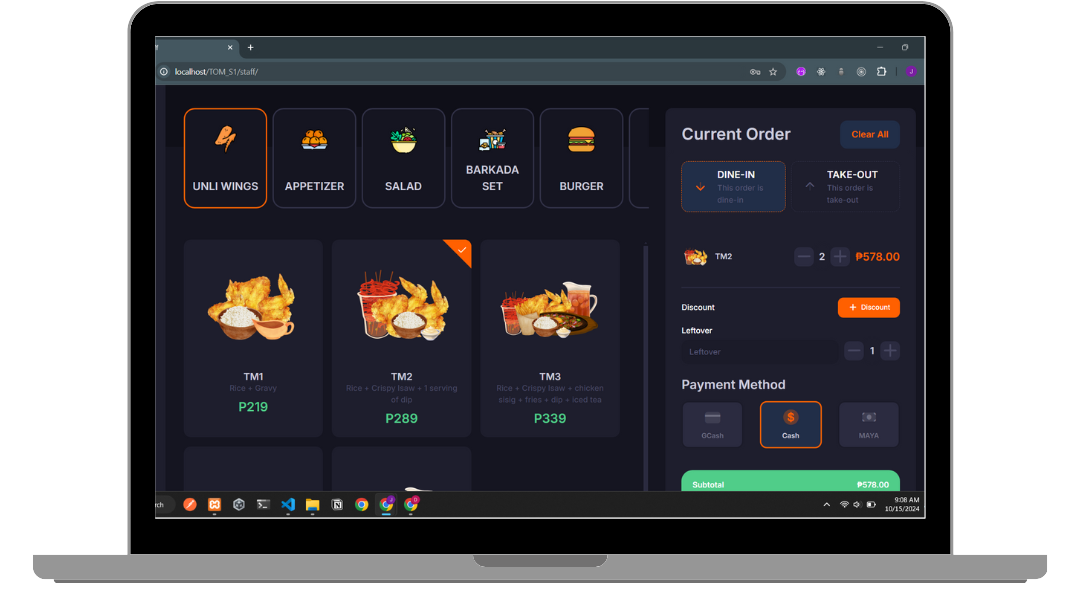 localhost/TOM_S1/staff/
UNLI WINGS
APPETIZER
SALAD
BARKADA
SET
BURGER
Current Order
Clear All
DINE-IN
This order is
dine-in
TAKE-OUT
This order is
take-out
TM2
2
₱578.00
Discount
+ Discount
Leftover
Leftover
1
Payment Method
GCash
Cash
MAYA
Subtotal
₱578.00
TM1
Rice + Gravy
P219
TM2
Rice + Crispy Isaw + 1 serving
of dip
P289
TM3
Rice + Crispy Isaw + chicken
sisig + fries + dip + iced tea
P339
9:08 AM
10/15/2024